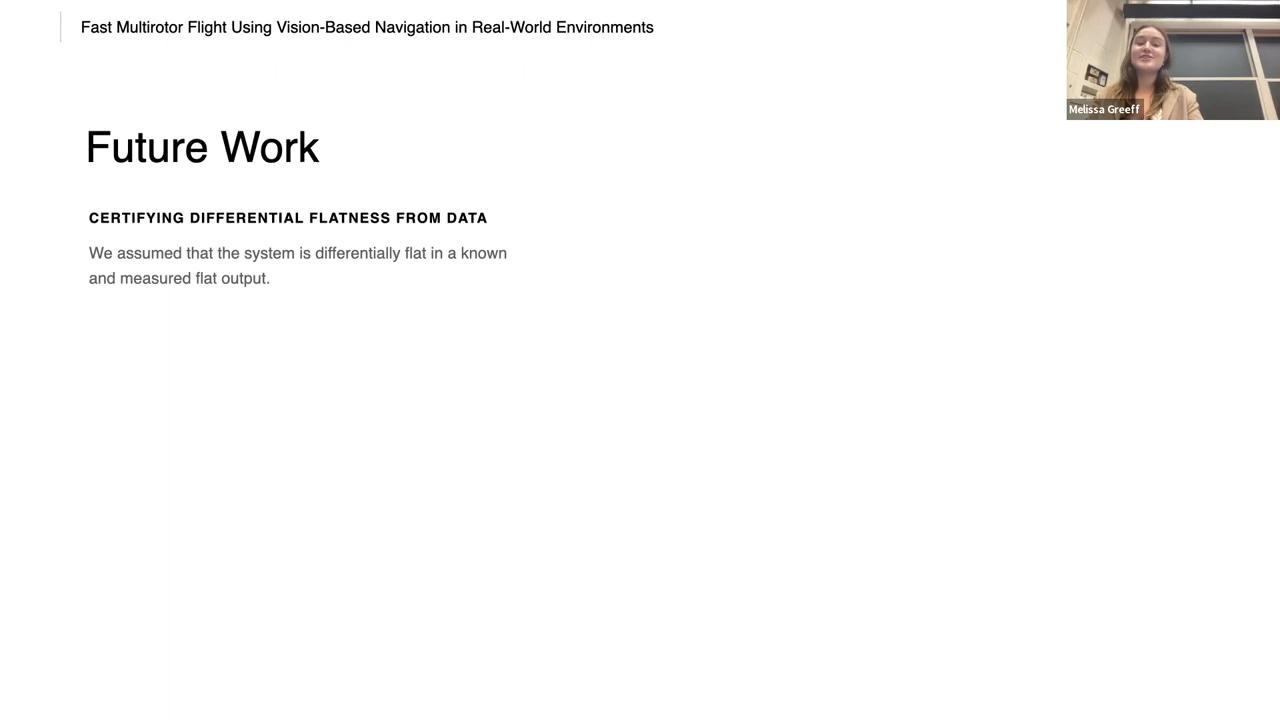 Fast Multirotor Flight Using Vision-Based Navigation in Real-World Environments
Melissa Greeff
Future Work
CERTIFYING DIFFERENTIAL FLATNESS FROM DATA
We assumed that the system is differentially flat in a known
and measured flat output.